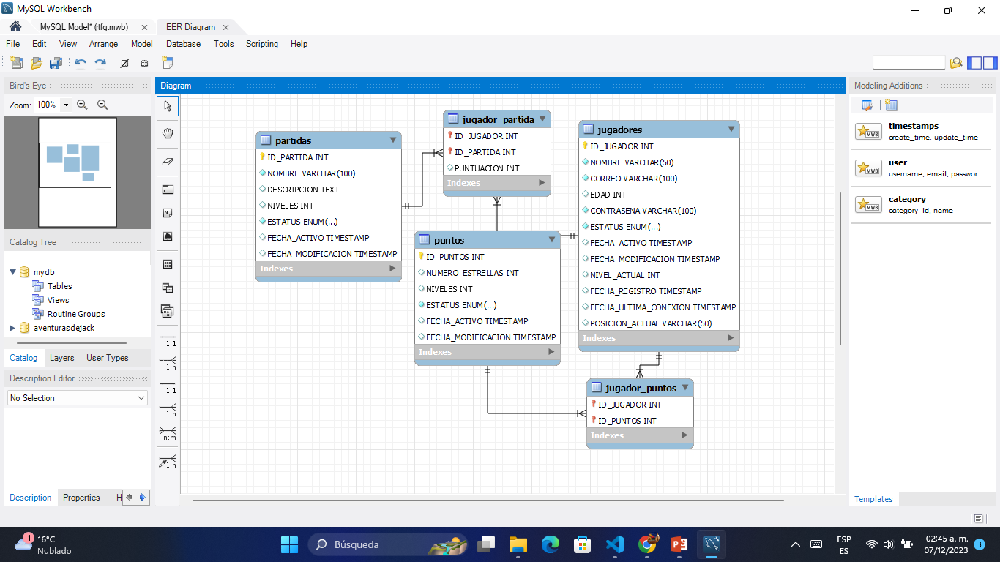 MySQL Workbench
MySQL Model* (rtfg.mwb)
EER Diagram
File Edit View Arrange Model Database Tools Scripting Help
Bird's Eye
Zoom: 100%
Catalog Tree
mydb
Tables
Views
Routine Groups
aventurasdejack
Catalog Layers User Types
Description Editor
No Selection
Description Properties H
Diagram
1:1
1:n
1:1
1:n
n:m
1:n
partidas
ID_PARTIDA INT
NOMBRE VARCHAR(100)
DESCRIPCION TEXT
NIVELES INT
ESTATUS ENUM(...)
FECHA_ACTIVO TIMESTAMP
FECHA_MODIFICACION TIMESTAMP
Indexes
jugador_partida
ID_JUGADOR INT
ID_PARTIDA INT
PUNTUACION INT
Indexes
puntos
ID_PUNTOS INT
NUMERO_ESTRELLAS INT
NIVELES INT
ESTATUS ENUM(...)
FECHA_ACTIVO TIMESTAMP
FECHA_MODIFICACION TIMESTAMP
Indexes
jugadores
ID_JUGADOR INT
NOMBRE VARCHAR(50)
CORREO VARCHAR(100)
EDAD INT
CONTRASENA VARCHAR(100)
ESTATUS ENUM(...)
FECHA_ACTIVO TIMESTAMP
FECHA_MODIFICACION TIMESTAMP
NIVEL_ACTUAL INT
FECHA_REGISTRO TIMESTAMP
FECHA_ULTIMA_CONEXION TIMESTAMP
POSICION_ACTUAL VARCHAR(50)
Indexes
jugador_puntos
ID_JUGADOR INT
ID_PUNTOS INT
Indexes
Modeling Additions
MWB
timestamps
create_time, update_time
MWB
user
username, email, passwor...
MWB
category
category_id, name
Templates
1
16°C
Nublado
Búsqueda
ESP
ES
02:45 a. m.
07/12/2023
3